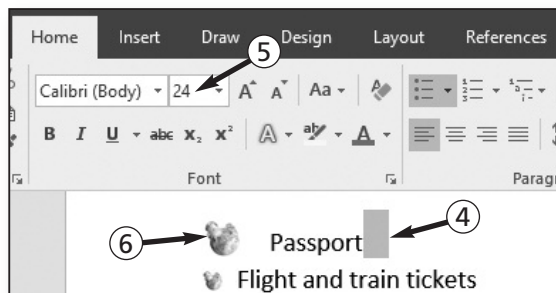 Home Insert Draw Design Layout References
5
Calibri (Body) 24 A A Aa
B I U abc X₂ X² A aby A
Font Paragr
4
6 Passport
Flight and train tickets